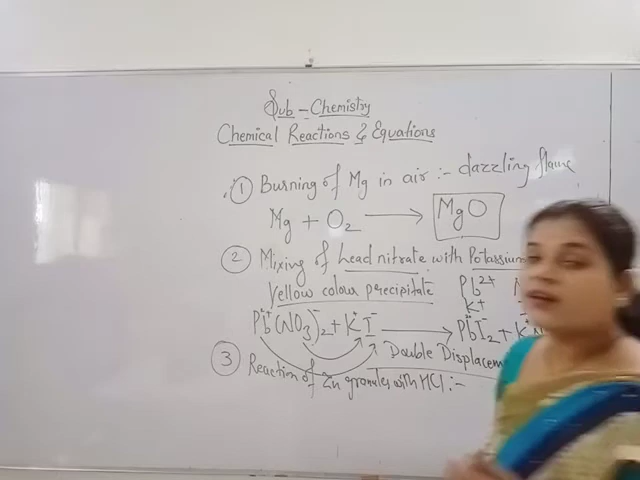 Sub - Chemistry
Chemical Reactions & Equations
① Burning of Mg in air :- dazzling flame
Mg + O₂ → MgO
② Mixing of lead nitrate with Potassium
Yellow colour precipitate Pb²⁺
K⁺
Pb⁺⁺(NO₃)⁻₂ + K⁺I⁻ → PbI₂ + K
Double Displacem
③ Reaction of Zn granules with HCl :-